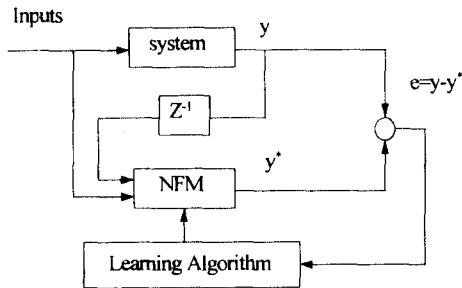 Inputs
system
y
e=y-y*
Z⁻¹
NFM
y*
Learning Algorithm